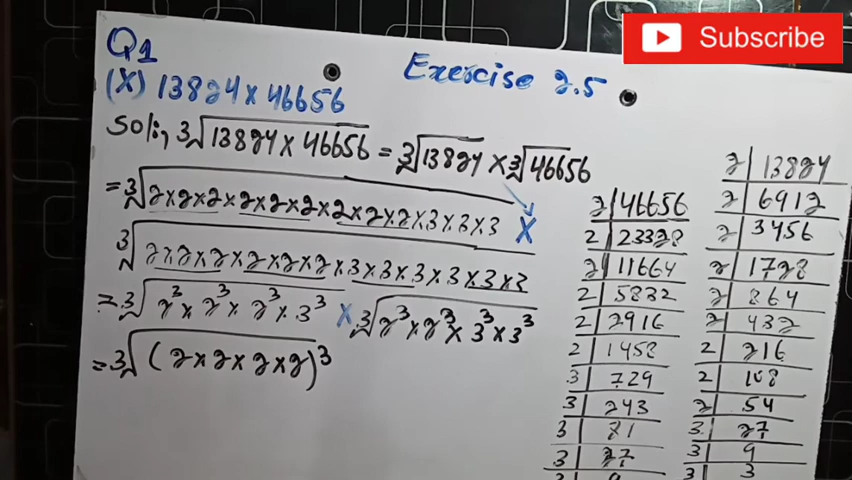 Subscribe
Q1
Exercise 2.5
(X) 13824 x 46656
Sol:, ∛13824 x 46656 = ∛13824 x ∛46656
= ∛2x2x2x2x2x2x2x2x2x3x3x3 X
∛2x2x2x2x2x2x3x3x3x3x3x3
= ∛2³x2³x2³x3³ x ∛2³x2³x3³x3³
= ∛(2x2x2x2)³
2|46656
2|23328
2|11664
2|5832
2|2916
2|1458
3|729
3|243
3|81
3|27
3|9
2|13824
2|6912
2|3456
2|1728
2|864
2|432
2|216
2|108
2|54
3|27
3|9
3|3